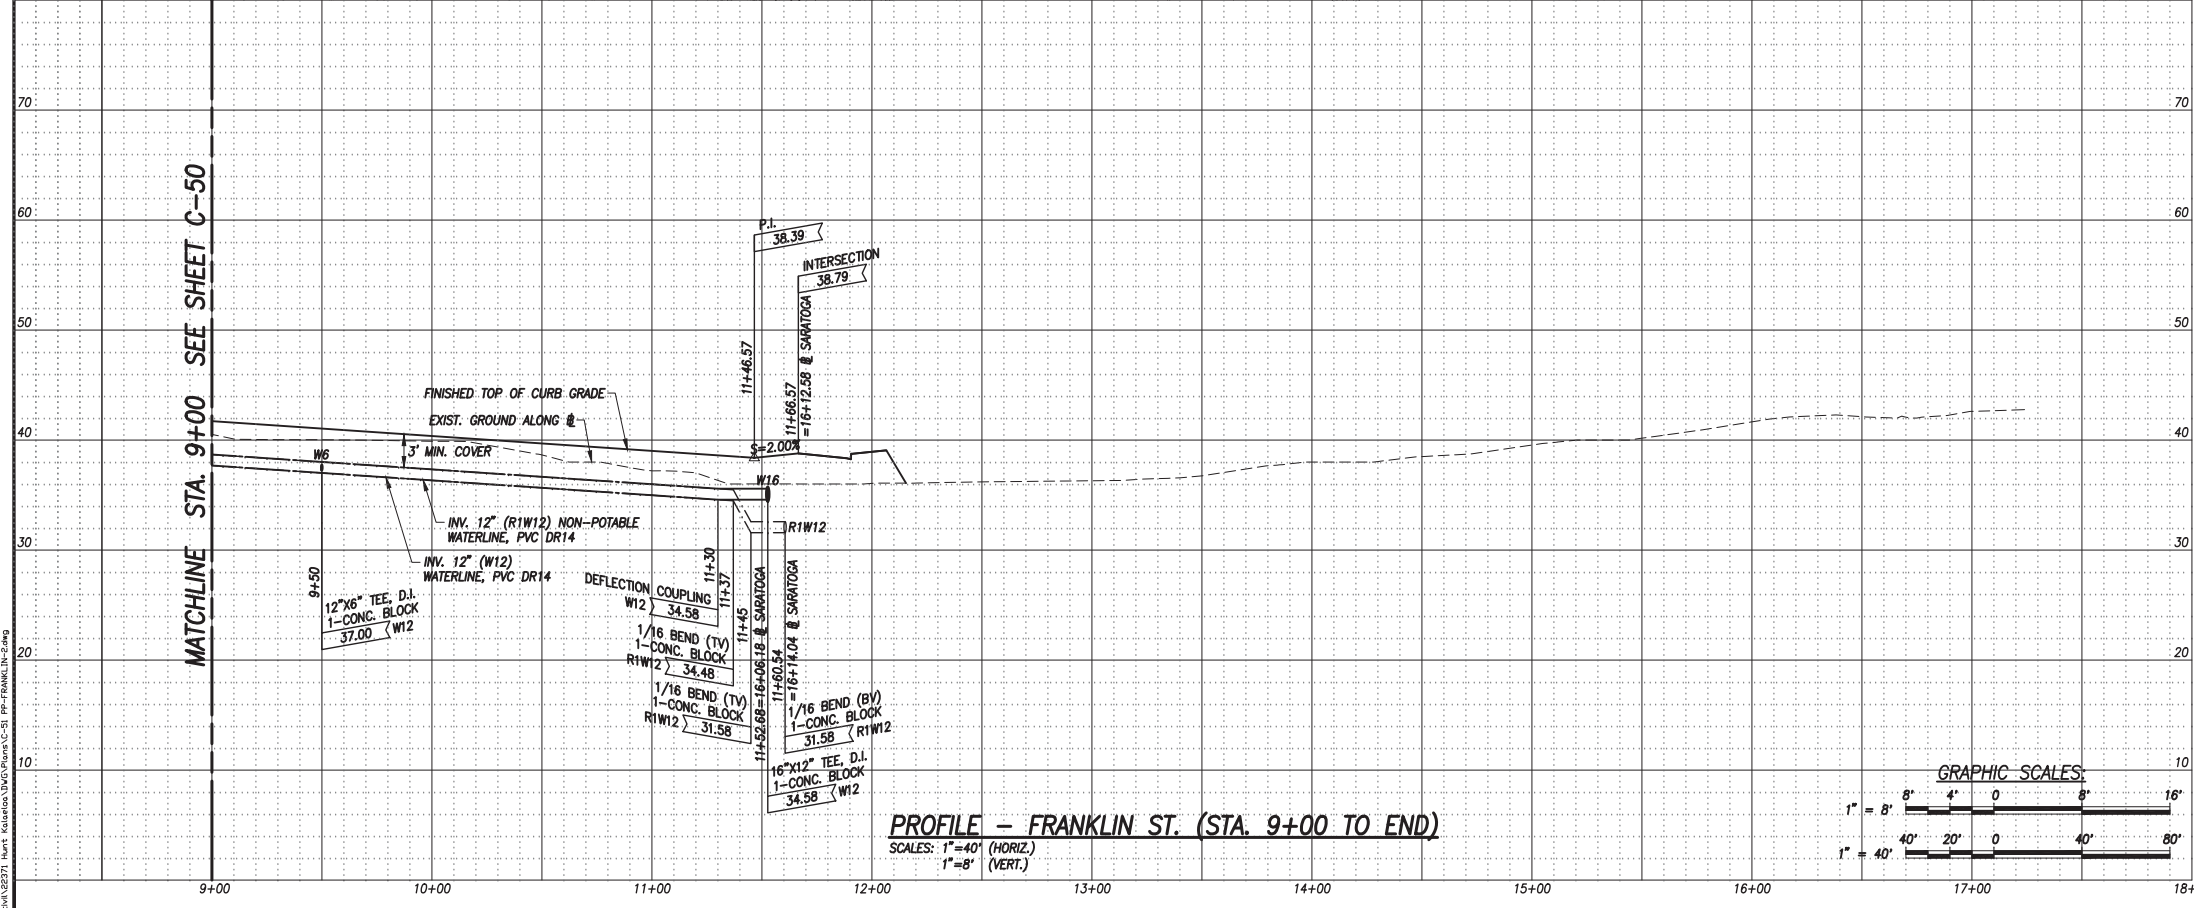 70
70
60
60
50
50
40
40
30
30
20
20
10
10
MATCHLINE STA. 9+00 SEE SHEET C-50
P.I.
38.39
INTERSECTION
38.79
11+46.57
11+66.57
=16+12.58 ℄ SARATOGA
S=2.00%
FINISHED TOP OF CURB GRADE
EXIST. GROUND ALONG ℄
3' MIN. COVER
W6
W16
R1W12
INV. 12" (R1W12) NON-POTABLE
WATERLINE, PVC DR14
INV. 12" (W12)
WATERLINE, PVC DR14
9+50
12"X6" TEE, D.I.
1-CONC. BLOCK
37.00 W12
11+30
DEFLECTION COUPLING
W12 34.58
11+37
1/16 BEND (TV)
1-CONC. BLOCK
R1W12 34.48
11+45
1/16 BEND (TV)
1-CONC. BLOCK
R1W12 31.58
11+52.68=16+06.18 ℄ SARATOGA
11+60.54
=16+14.04 ℄ SARATOGA
1/16 BEND (BV)
1-CONC. BLOCK
31.58 R1W12
16"X12" TEE, D.I.
1-CONC. BLOCK
34.58 W12
PROFILE - FRANKLIN ST. (STA. 9+00 TO END)
SCALES: 1"=40' (HORIZ.)
1"=8' (VERT.)
GRAPHIC SCALES:
8' 4' 0 8' 16'
1" = 8'
40' 20' 0 40' 80'
1" = 40'
9+00 10+00 11+00 12+00 13+00 14+00 15+00 16+00 17+00 18+
22371 Hunt Kalaeloa\DWG\Plans\C-51 PP-FRANKLIN-2.dwg